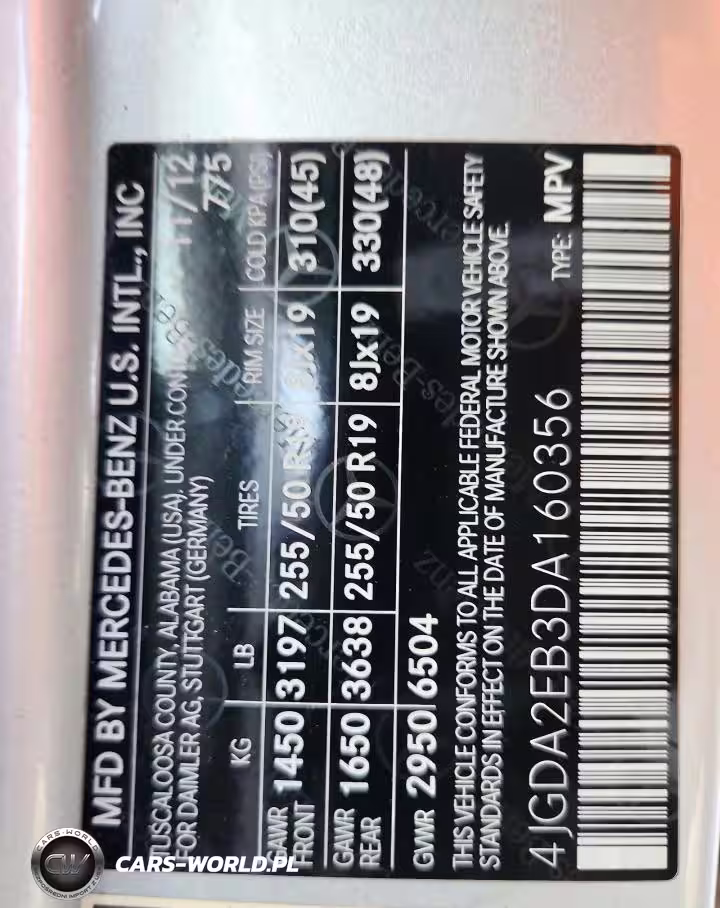 MFD BY MERCEDES-BENZ U.S. INTL., INC
TUSCALOOSA COUNTY, ALABAMA (USA), UNDER 11/12
FOR DAIMLER AG, STUTTGART (GERMANY) 775
KG LB TIRES RIM SIZE COLD KPA (PSI)
GAWR FRONT 1450 3197 255/50 R19 8Jx19 310(45)
GAWR REAR 1650 3638 255/50 R19 8Jx19 330(48)
GVWR 2950 6504
THIS VEHICLE CONFORMS TO ALL APPLICABLE FEDERAL MOTOR VEHICLE SAFETY
STANDARDS IN EFFECT ON THE DATE OF MANUFACTURE SHOWN ABOVE.
4JGDA2EB3DA160356 TYPE: MPV
CARS-WORLD.PL